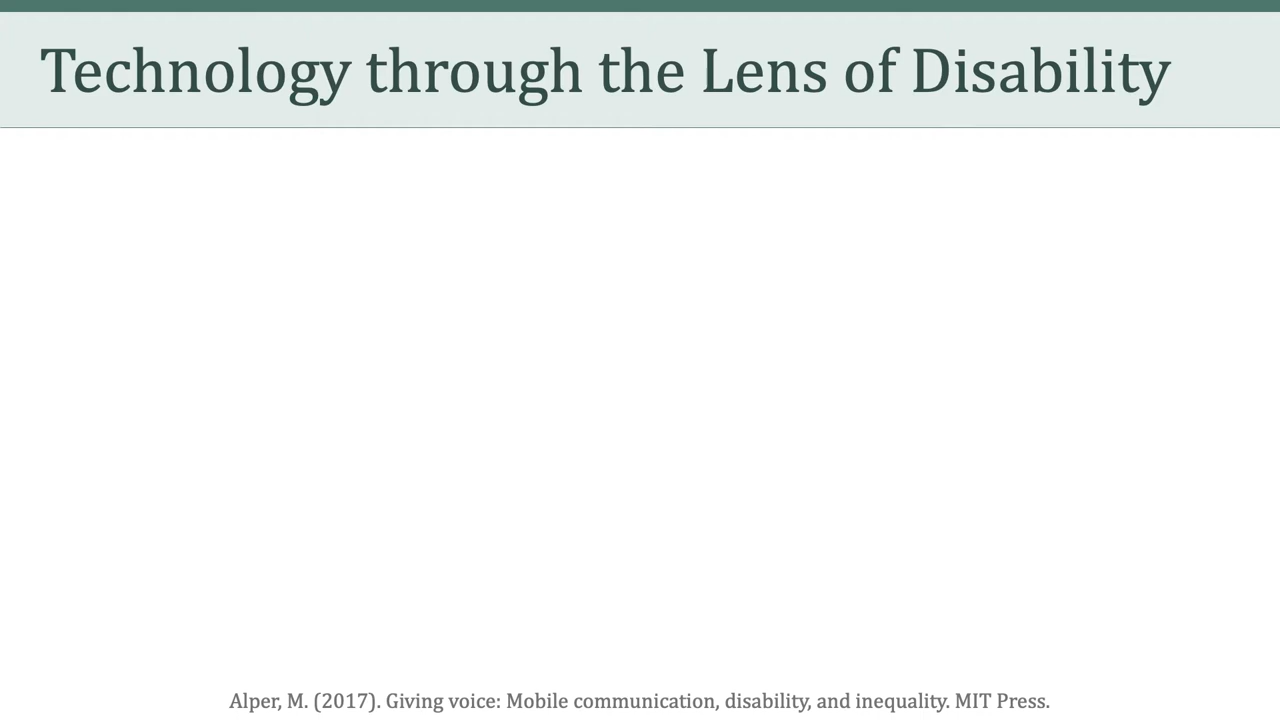 Technology through the Lens of Disability
Alper, M. (2017). Giving voice: Mobile communication, disability, and inequality. MIT Press.